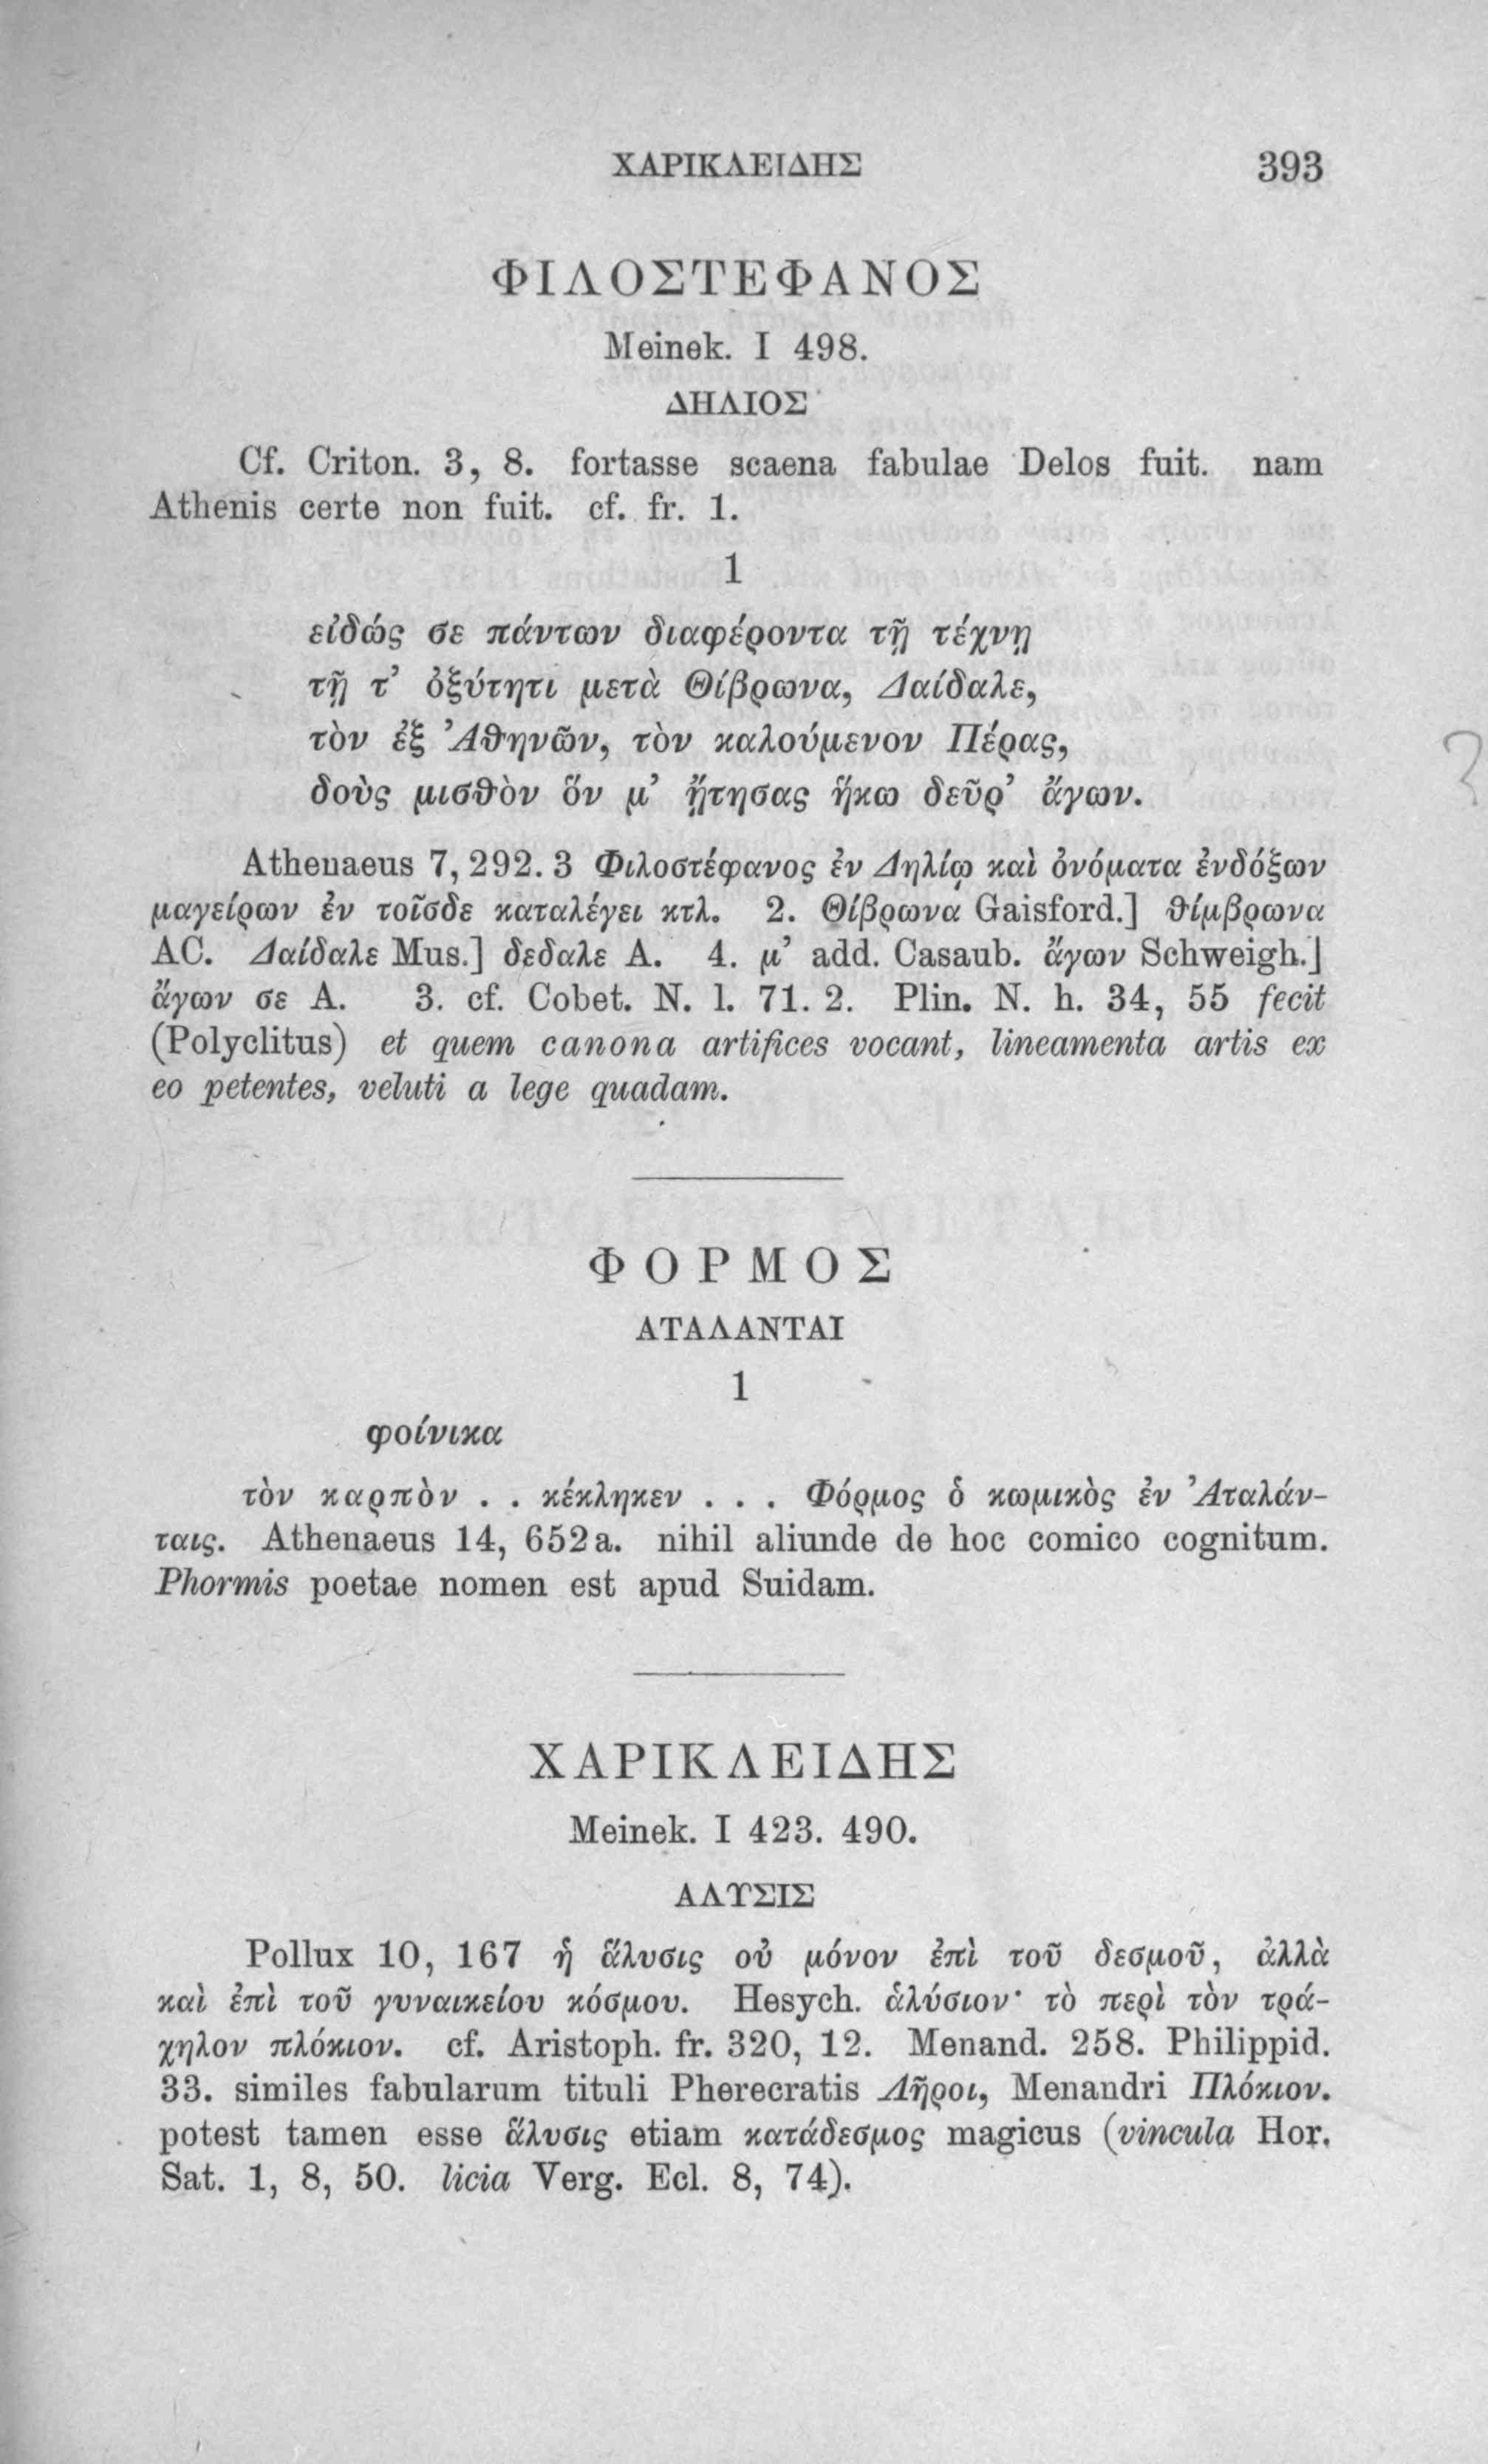 ΧΑΡΙΚΛΕΙΔΗΣ 393
ΦΙΛΟΣΤΕΦΑΝΟΣ
Meinek. I 498.
ΔΗΛΙΟΣ
Cf. Criton. 3, 8. fortasse scaena fabulae Delos fuit. nam
Athenis certe non fuit. cf. fr. 1.
1
εἰδώς σε πάντων διαφέροντα τῇ τέχνῃ
τῇ τ’ ὀξύτητι μετὰ Θίβρωνα, Δαίδαλε,
τὸν ἐξ Ἀθηνῶν, τὸν καλούμενον Πέρας,
δοὺς μισθὸν ὅν μ’ ᾔτησας ἥκω δεῦρ’ ἄγων.
Athenaeus 7, 292. 3 Φιλοστέφανος ἐν Δηλίῳ καὶ ὀνόματα ἐνδόξων
μαγείρων ἐν τοῖσδε καταλέγει κτλ. 2. Θίβρωνα Gaisford.] θίμβρωνα
AC. Δαίδαλε Mus.] δεδαλε A. 4. μ’ add. Casaub. ἄγων Schweigh.]
ἄγων σε A. 3. cf. Cobet. N. l. 71. 2. Plin. N. h. 34, 55 fecit
(Polyclitus) et quem canona artifices vocant, lineamenta artis ex
eo petentes, veluti a lege quadam.
ΦΟΡΜΟΣ
ΑΤΑΛΑΝΤΑΙ
1
φοίνικα
τὸν καρπὸν . . κέκληκεν . . . Φόρμος ὁ κωμικὸς ἐν Ἀταλάν-
ταις. Athenaeus 14, 652 a. nihil aliunde de hoc comico cognitum.
Phormis poetae nomen est apud Suidam.
ΧΑΡΙΚΛΕΙΔΗΣ
Meinek. I 423. 490.
ΑΛΥΣΙΣ
Pollux 10, 167 ἡ ἅλυσις οὐ μόνον ἐπὶ τοῦ δεσμοῦ, ἀλλὰ
καὶ ἐπὶ τοῦ γυναικείου κόσμου. Hesych. ἁλύσιον· τὸ περὶ τὸν τρά-
χηλον πλόκιον. cf. Aristoph. fr. 320, 12. Menand. 258. Philippid.
33. similes fabularum tituli Pherecratis Λῆροι, Menandri Πλόκιον.
potest tamen esse ἅλυσις etiam κατάδεσμος magicus (vincula Hor.
Sat. 1, 8, 50. licia Verg. Ecl. 8, 74).